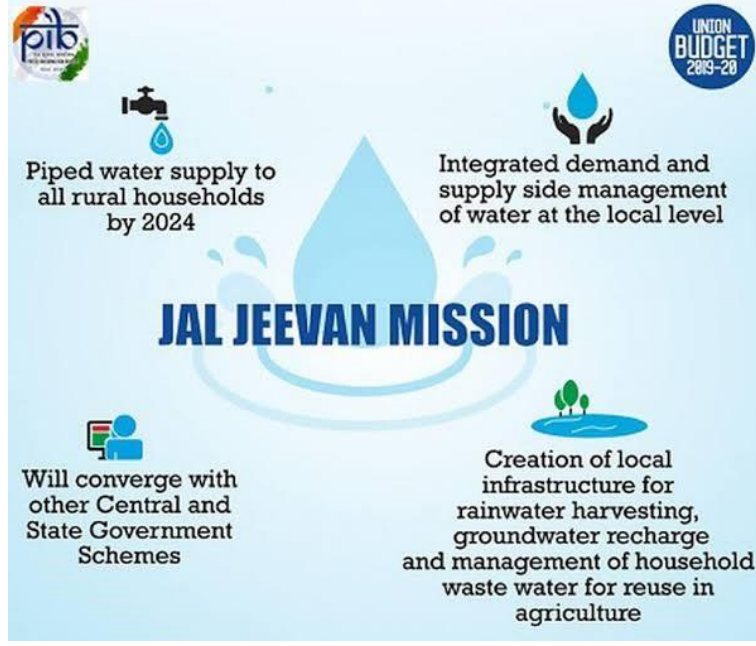 pib
UNION
BUDGET
2019-20
Piped water supply to
all rural households
by 2024
Integrated demand and
supply side management
of water at the local level
JAL JEEVAN MISSION
Will converge with
other Central and
State Government
Schemes
Creation of local
infrastructure for
rainwater harvesting,
groundwater recharge
and management of household
waste water for reuse in
agriculture